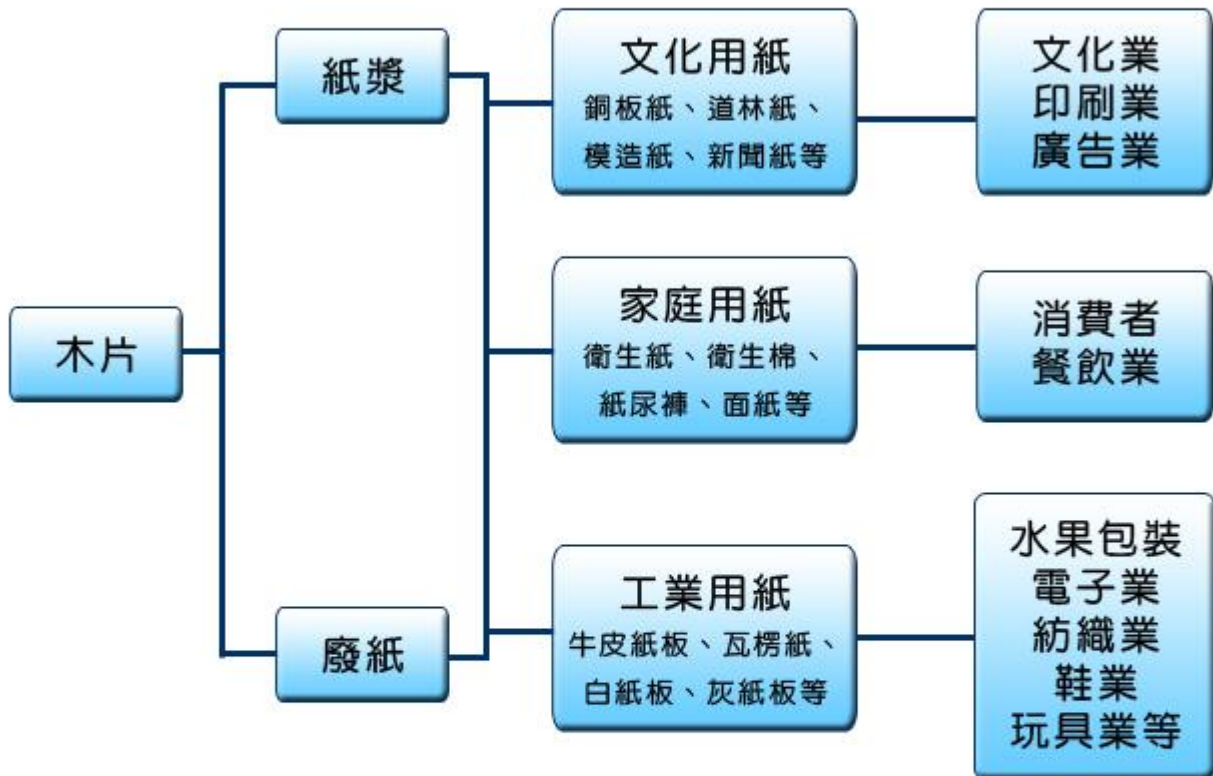 木片
紙漿
廢紙
文化用紙
銅板紙、道林紙、
模造紙、新聞紙等
家庭用紙
衛生紙、衛生棉、
紙尿褲、面紙等
工業用紙
牛皮紙板、瓦楞紙、
白紙板、灰紙板等
文化業
印刷業
廣告業
消費者
餐飲業
水果包裝
電子業
紡織業
鞋業
玩具業等